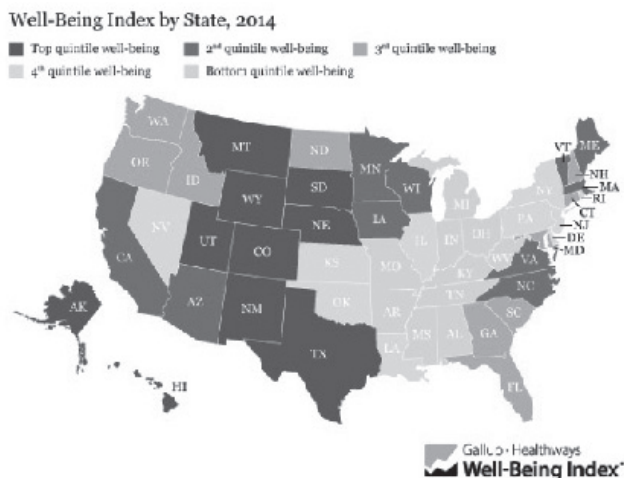 Well-Being Index by State, 2014
Top quintile well-being 2nd quintile well-being 3rd quintile well-being
4th quintile well-being Bottom quintile well-being
WA
MT
ND
MN
VT
ME
OR
ID
SD
WI
NH
MA
WY
MI
NY
RI
CT
NV
NE
IA
PA
NJ
UT
CO
IL
IN
OH
DE
MD
CA
KS
MO
KY
WV
VA
AZ
NM
OK
AR
TN
NC
AK
TX
LA
MS
AL
GA
SC
HI
FL
Gallup·Healthways
Well-Being Index